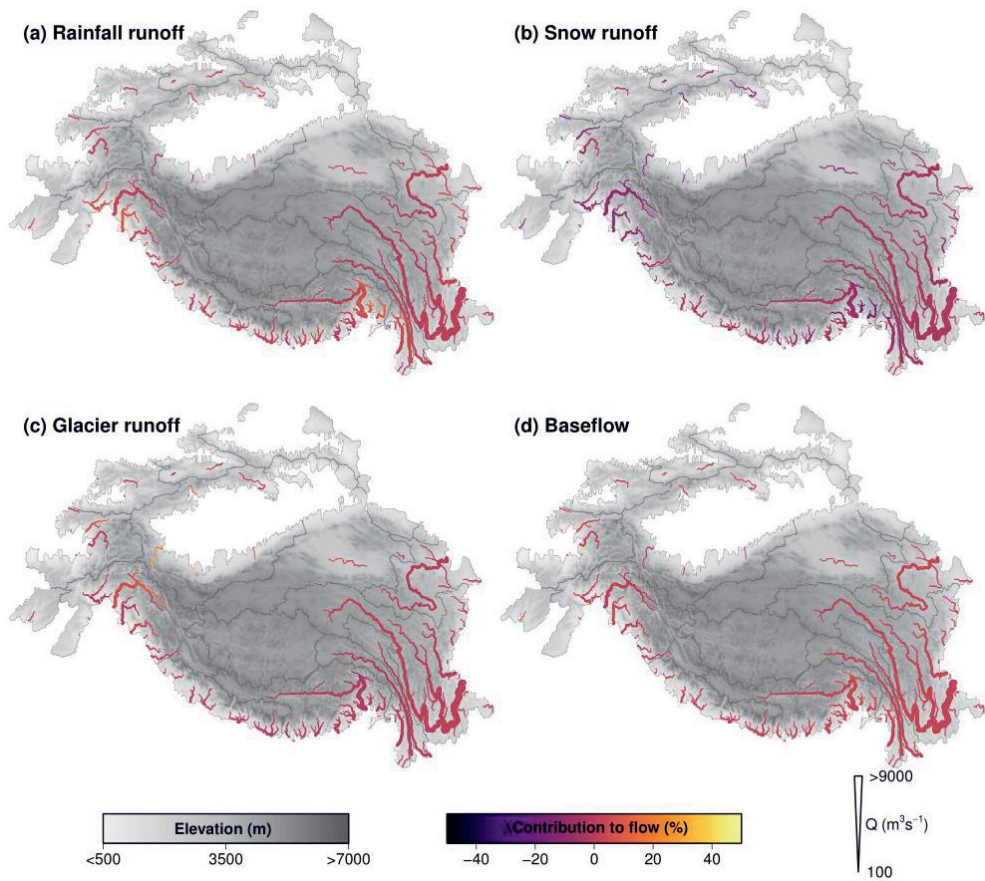 (a) Rainfall runoff
(b) Snow runoff
(c) Glacier runoff
(d) Baseflow
Elevation (m)
<500 3500 >7000
ΔContribution to flow (%)
−40 −20 0 20 40
>9000
Q (m³s⁻¹)
100